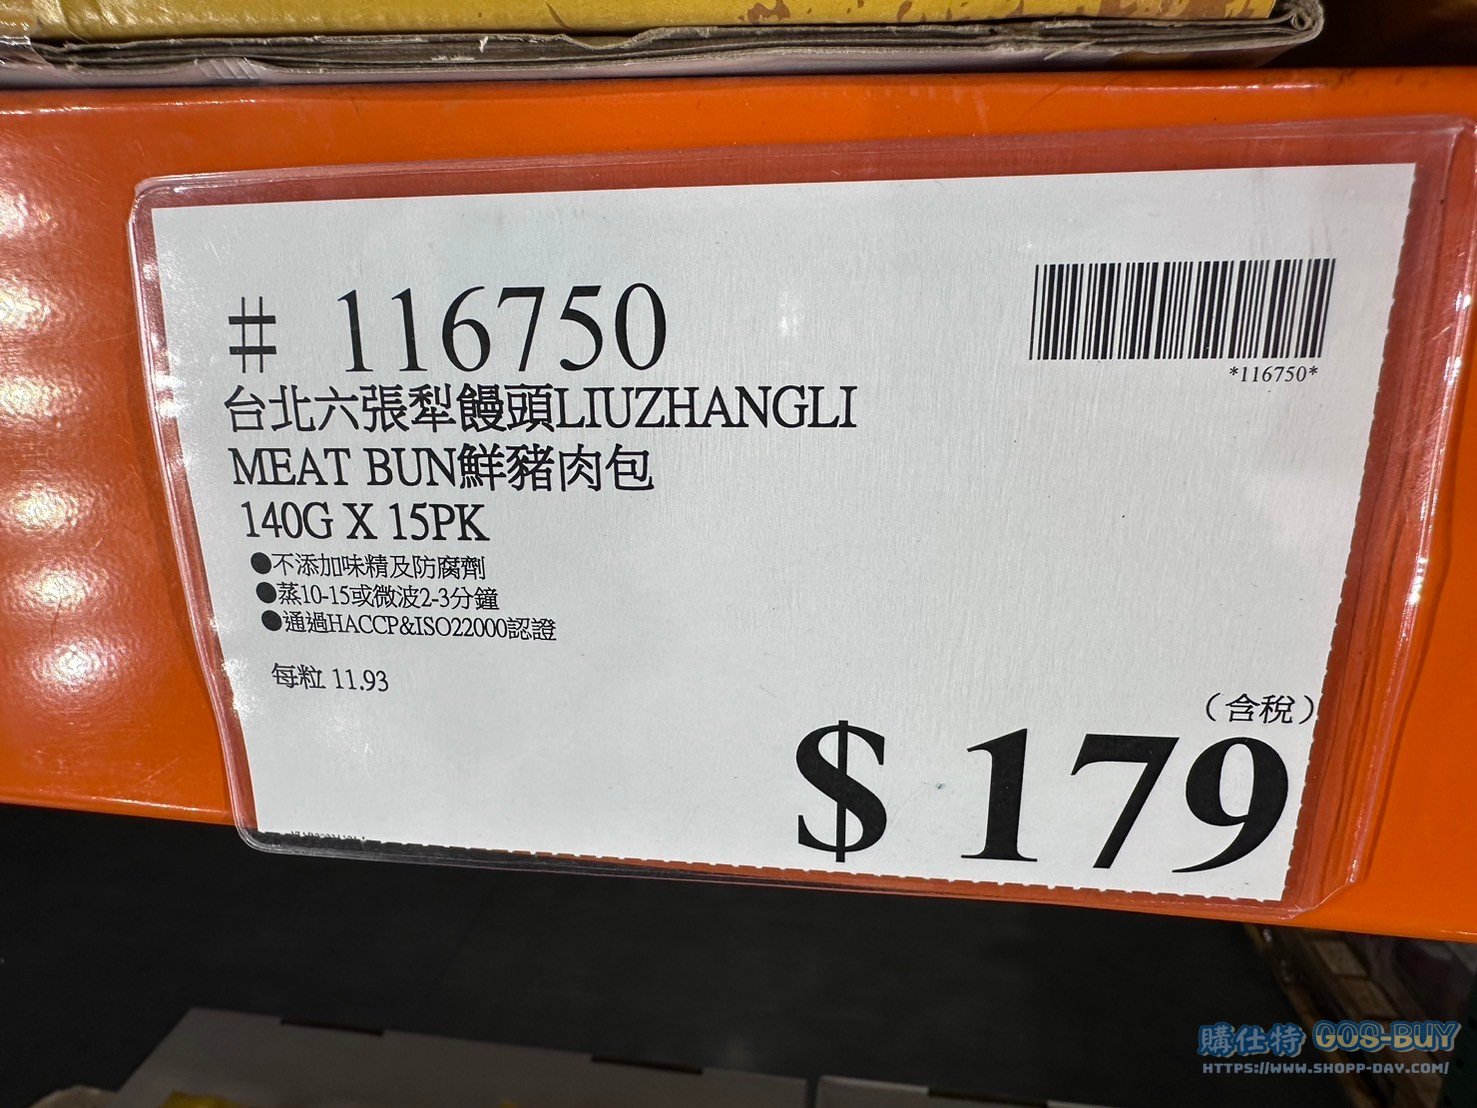 # 116750
*116750*
台北六張犁饅頭LIUZHANGLI
MEAT BUN鮮豬肉包
140G X 15PK
●不添加味精及防腐劑
●蒸10-15或微波2-3分鐘
●通過HACCP&ISO22000認證
每粒 11.93
(含稅)
$ 179
購仕特 GOS-BUY
HTTPS://WWW.SHOPP-DAY.COM/